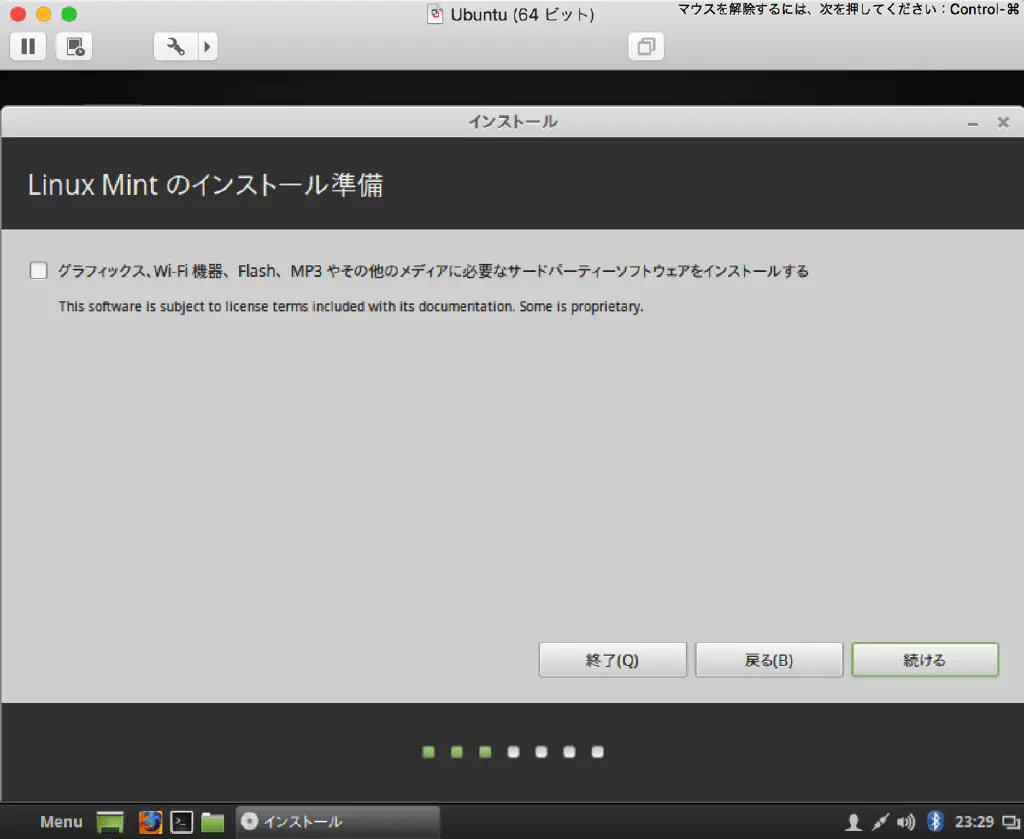 Ubuntu (64 ビット)
マウスを解除するには、次を押してください：Control-⌘
インストール
Linux Mint のインストール準備
グラフィックス、Wi-Fi 機器、Flash、MP3 やその他のメディアに必要なサードパーティーソフトウェアをインストールする
This software is subject to license terms included with its documentation. Some is proprietary.
終了(Q) 戻る(B) 続ける
Menu インストール 23:29